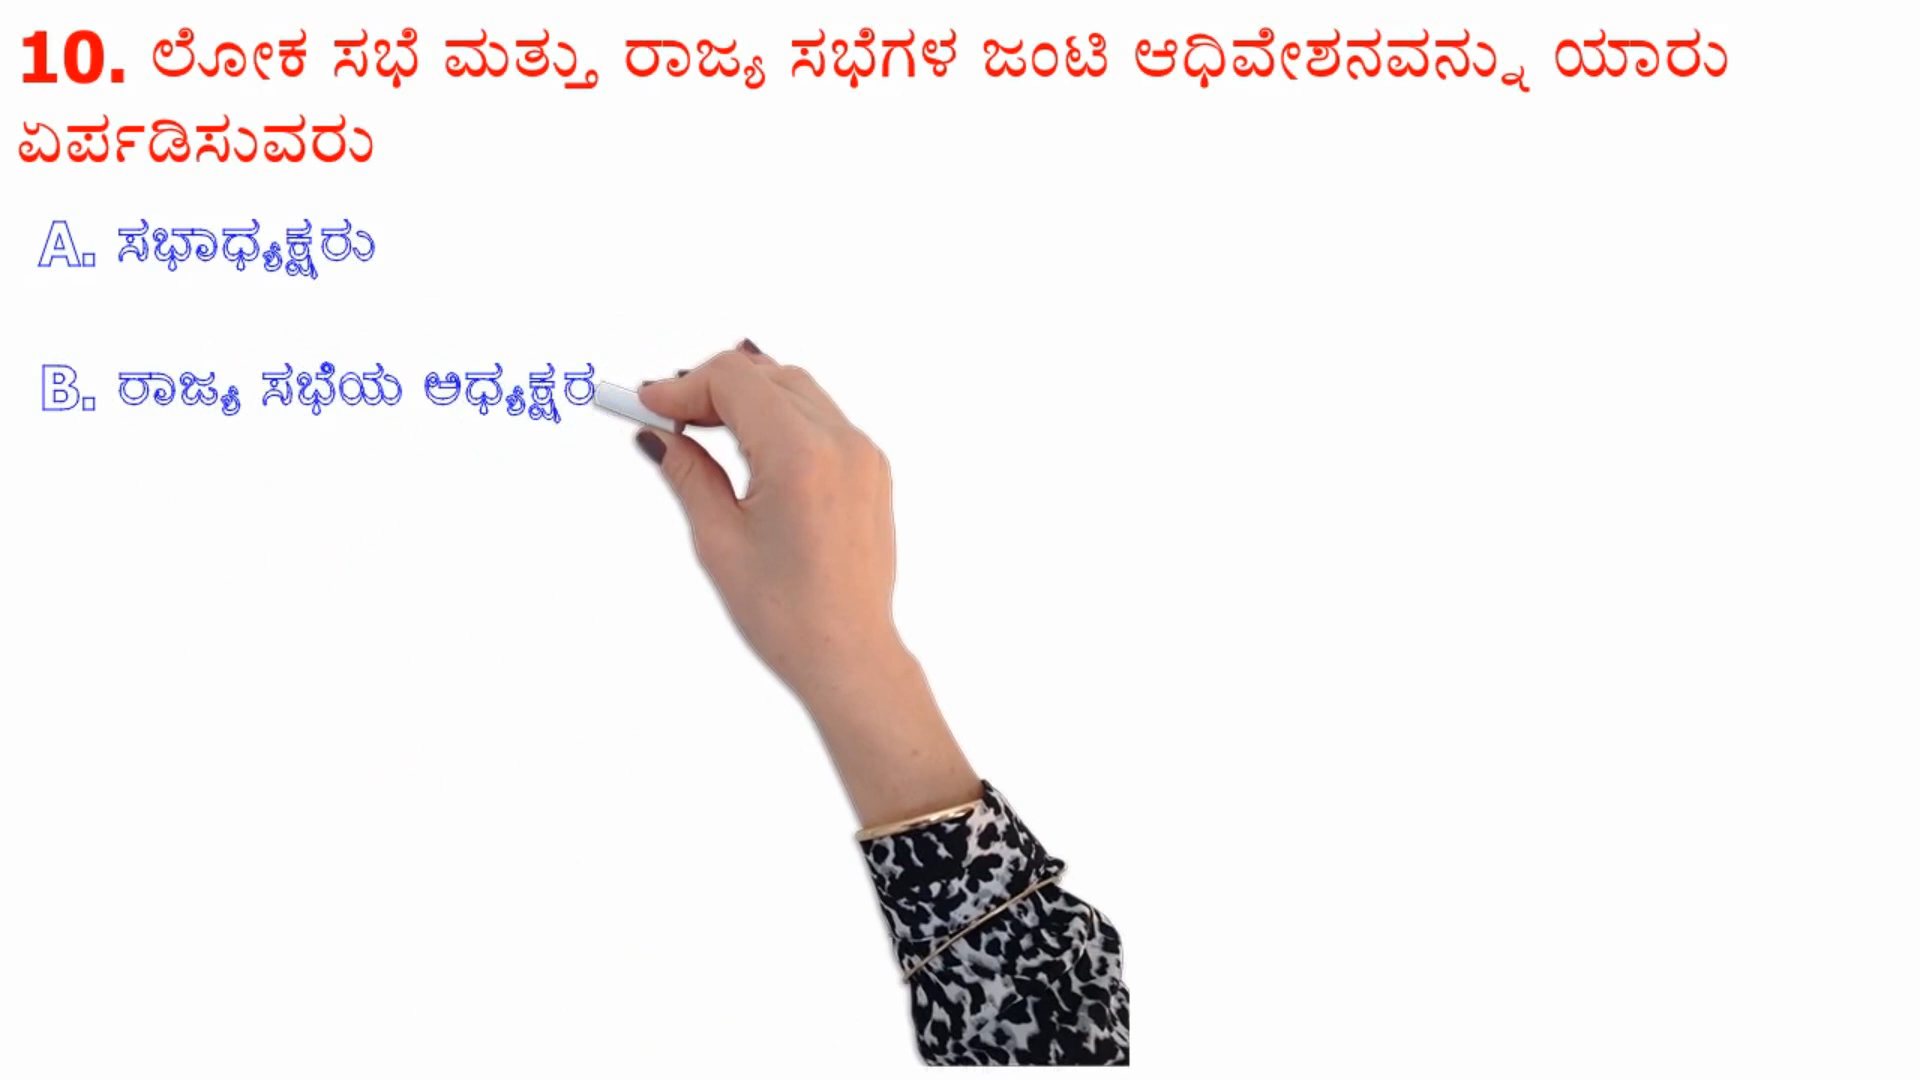 10. ಲೋಕ ಸಭೆ ಮತ್ತು ರಾಜ್ಯ ಸಭೆಗಳ ಜಂಟಿ ಆಧಿವೇಶನವನ್ನು ಯಾರು
ಏರ್ಪಡಿಸುವರು
A. ಸಭಾಧ್ಯಕ್ಷರು
B. ರಾಜ್ಯ ಸಭೆಯ ಅಧ್ಯಕ್ಷರ